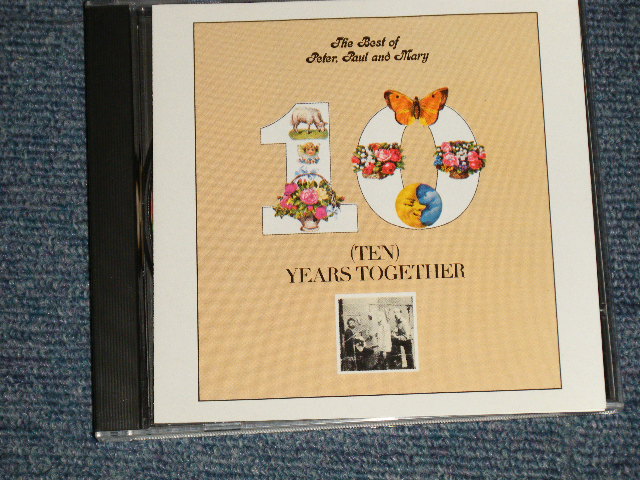 The Best of
Peter, Paul and Mary
10
(TEN)
YEARS TOGETHER